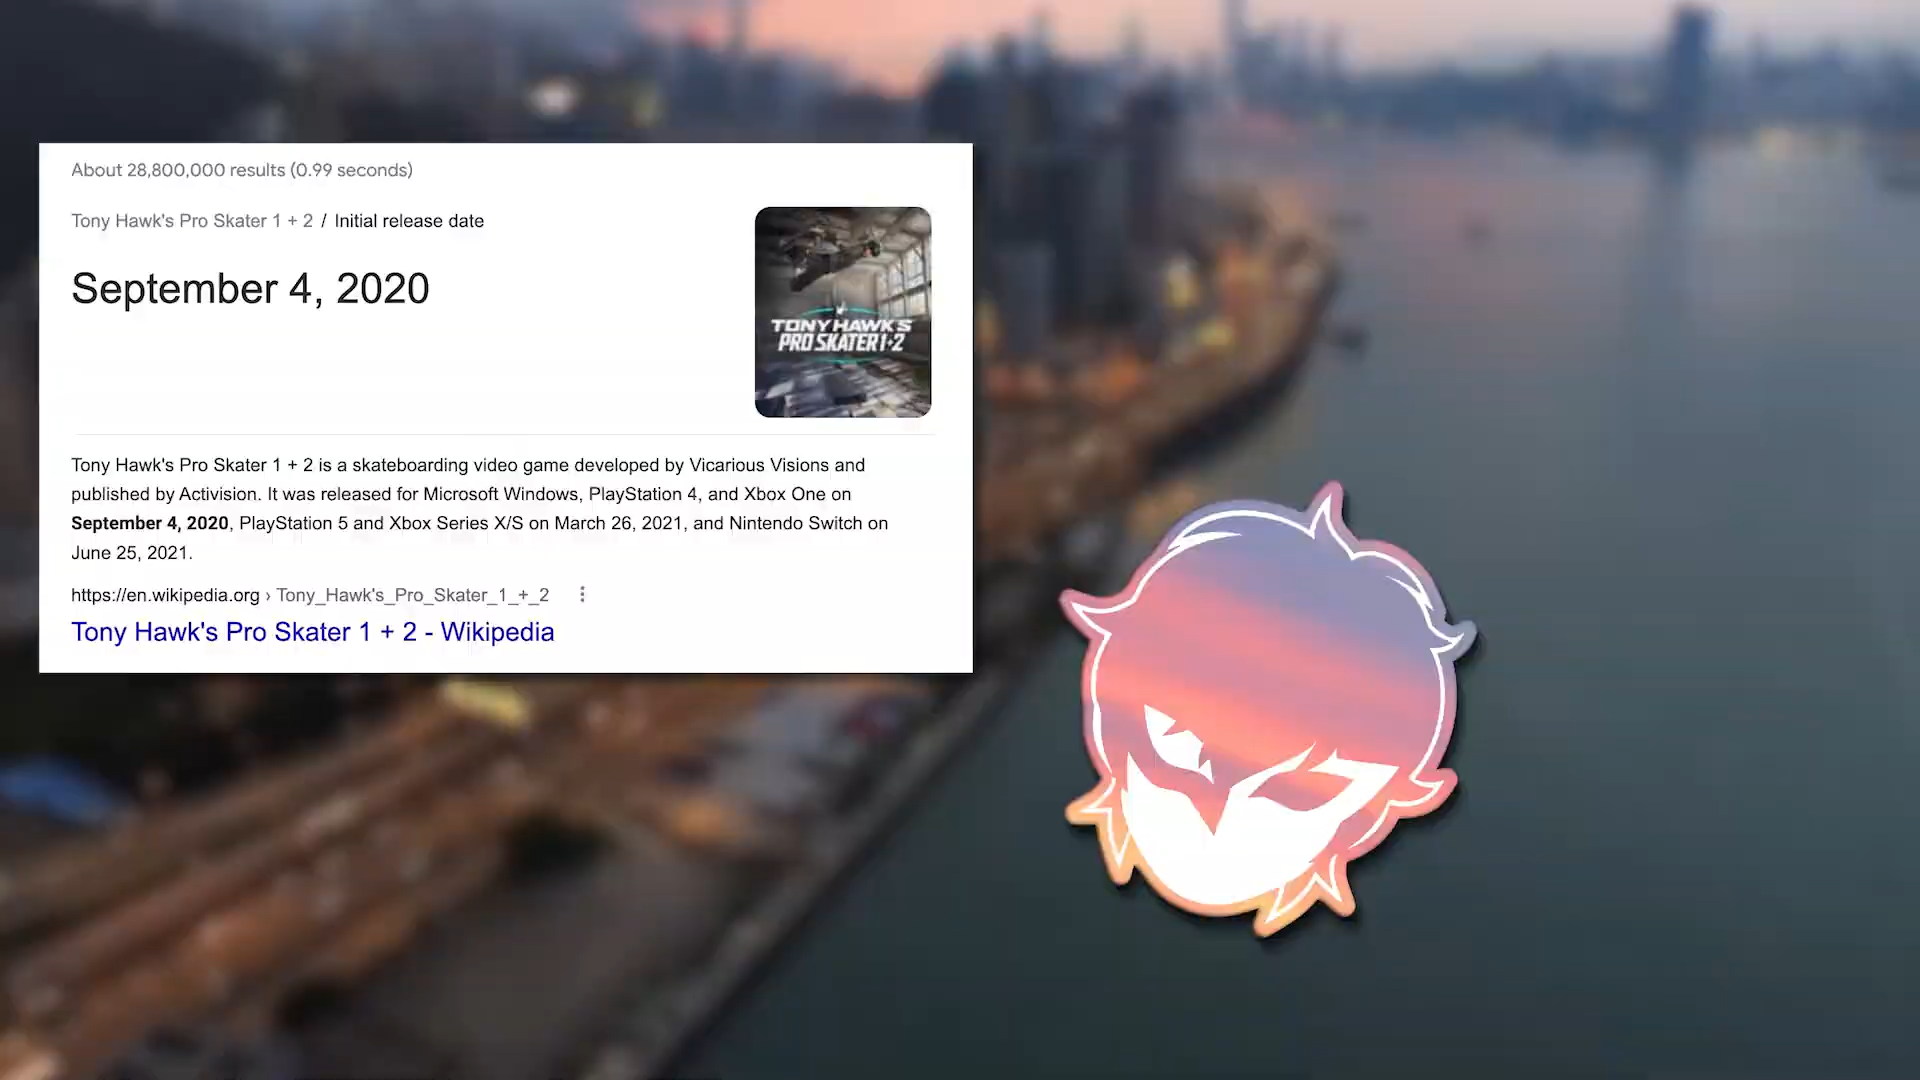 About 28,800,000 results (0.99 seconds)
Tony Hawk's Pro Skater 1 + 2 / Initial release date
September 4, 2020
TONY HAWK'S
PRO SKATER 1+2
Tony Hawk's Pro Skater 1 + 2 is a skateboarding video game developed by Vicarious Visions and
published by Activision. It was released for Microsoft Windows, PlayStation 4, and Xbox One on
September 4, 2020, PlayStation 5 and Xbox Series X/S on March 26, 2021, and Nintendo Switch on
June 25, 2021.
https://en.wikipedia.org › Tony_Hawk's_Pro_Skater_1_+_2
Tony Hawk's Pro Skater 1 + 2 - Wikipedia